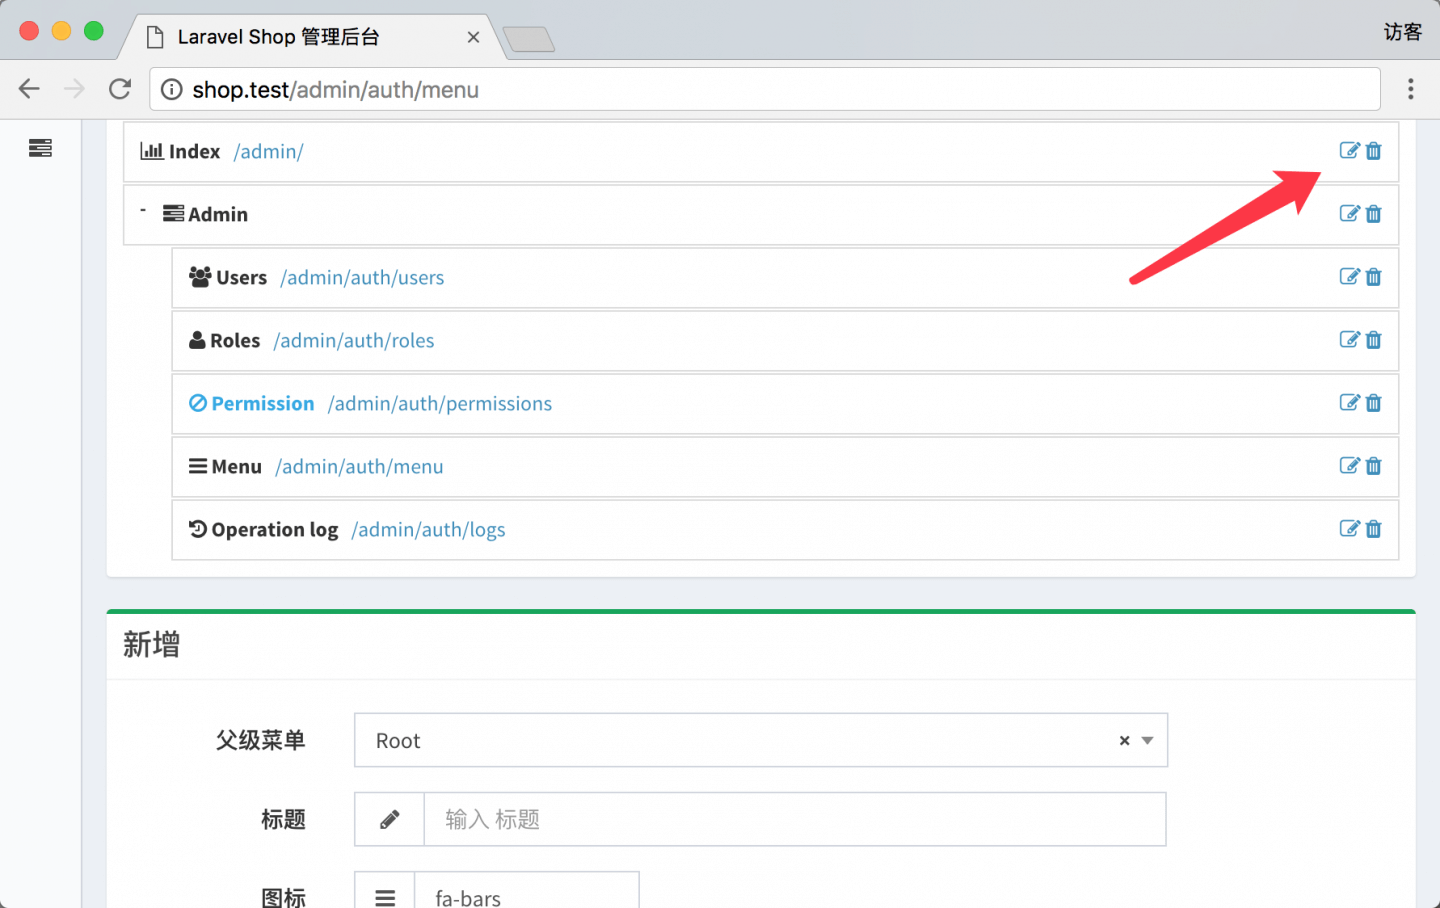 Laravel Shop 管理后台
访客
shop.test/admin/auth/menu
Index /admin/
- Admin
Users /admin/auth/users
Roles /admin/auth/roles
Permission /admin/auth/permissions
Menu /admin/auth/menu
Operation log /admin/auth/logs
新增
父级菜单 Root
标题 输入 标题
图标 fa-bars